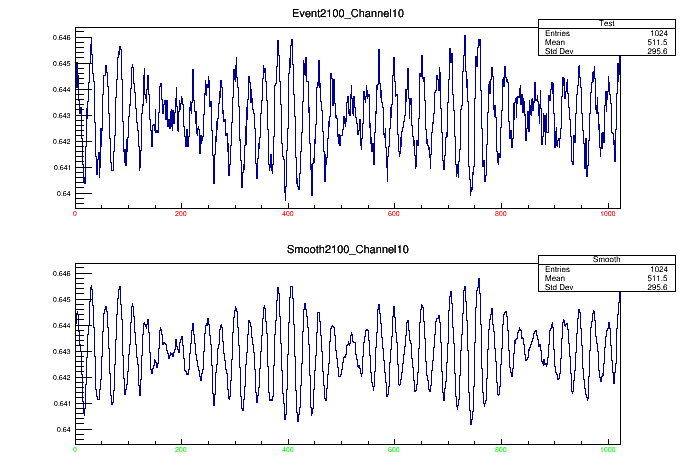 Event2100_Channel10
Test
Entries 1024
Mean 511.5
Std Dev 295.6
0.646
0.645
0.644
0.643
0.642
0.641
0.64
0 200 400 600 800 1000
Smooth2100_Channel10
Smooth
Entries 1024
Mean 511.5
Std Dev 295.6
0.646
0.645
0.644
0.643
0.642
0.641
0.64
0 200 400 600 800 1000